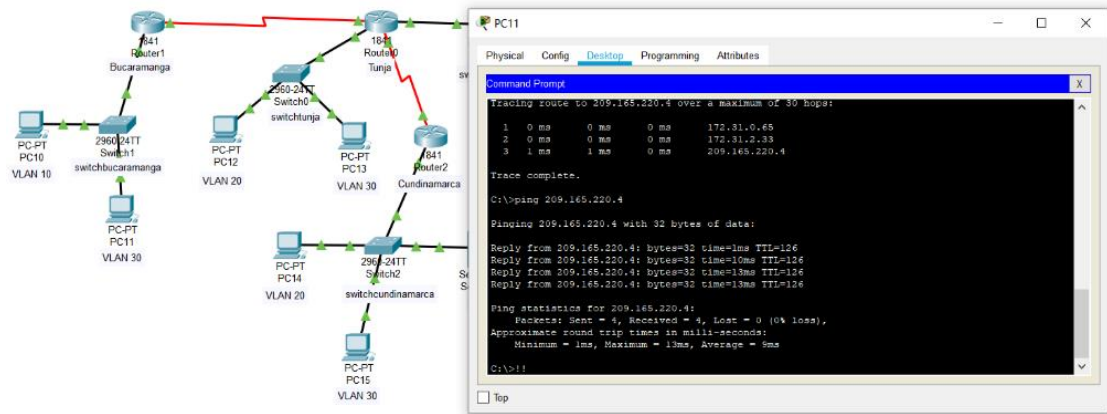 1841
Router1
Bucaramanga
1841
Router0
Tunja
2960-24TT
Switch0
switchtunja
PC-PT
PC10
VLAN 10
2960-24TT
Switch1
switchbucaramanga
PC-PT
PC12
VLAN 20
PC-PT
PC13
VLAN 30
1841
Router2
Cundinamarca
PC-PT
PC11
VLAN 30
PC-PT
PC14
VLAN 20
2960-24TT
Switch2
switchcundinamarca
PC-PT
PC15
VLAN 30
sw
Se
S
PC11
Physical Config Desktop Programming Attributes
Command Prompt X
Tracing route to 209.165.220.4 over a maximum of 30 hops:
1 0 ms 0 ms 0 ms 172.31.0.65
2 0 ms 0 ms 0 ms 172.31.2.33
3 1 ms 1 ms 0 ms 209.165.220.4
Trace complete.
C:\>ping 209.165.220.4
Pinging 209.165.220.4 with 32 bytes of data:
Reply from 209.165.220.4: bytes=32 time=1ms TTL=126
Reply from 209.165.220.4: bytes=32 time=10ms TTL=126
Reply from 209.165.220.4: bytes=32 time=13ms TTL=126
Reply from 209.165.220.4: bytes=32 time=13ms TTL=126
Ping statistics for 209.165.220.4:
Packets: Sent = 4, Received = 4, Lost = 0 (0% loss),
Approximate round trip times in milli-seconds:
Minimum = 1ms, Maximum = 13ms, Average = 9ms
C:\>!!
Top